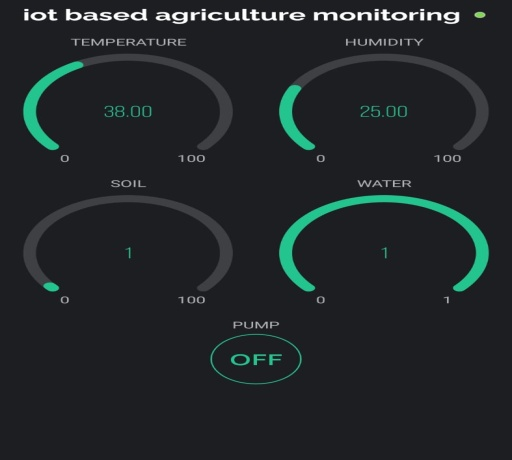 iot based agriculture monitoring
TEMPERATURE
38.00
0 100
HUMIDITY
25.00
0 100
SOIL
1
0 100
WATER
1
0 1
PUMP
OFF